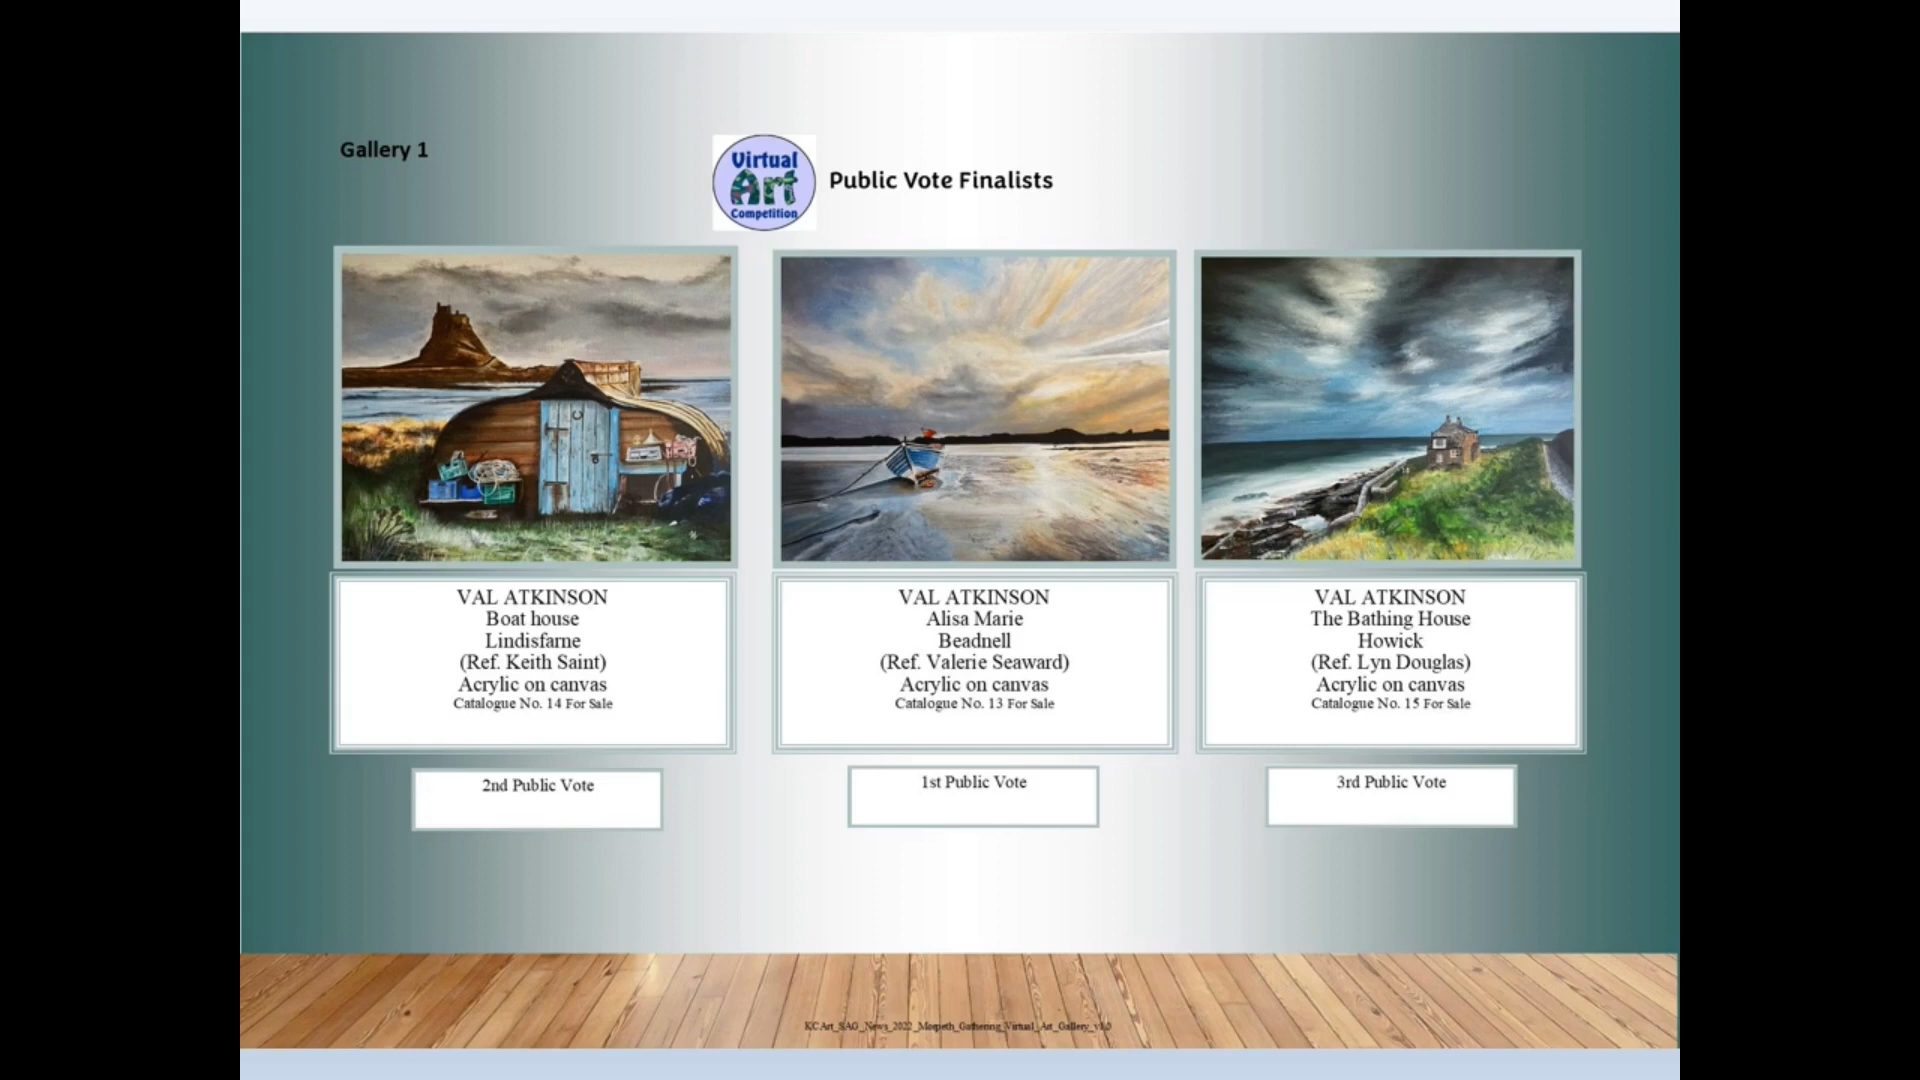 Gallery 1
Virtual
Art
Competition
Public Vote Finalists
VAL ATKINSON
Boat house
Lindisfarne
(Ref. Keith Saint)
Acrylic on canvas
Catalogue No. 14 For Sale
2nd Public Vote
VAL ATKINSON
Alisa Marie
Beadnell
(Ref. Valerie Seaward)
Acrylic on canvas
Catalogue No. 13 For Sale
1st Public Vote
VAL ATKINSON
The Bathing House
Howick
(Ref. Lyn Douglas)
Acrylic on canvas
Catalogue No. 15 For Sale
3rd Public Vote
KCArt_SAG_News_2022_Morpeth_Gathering_Virtual_Art_Gallery_v1.0